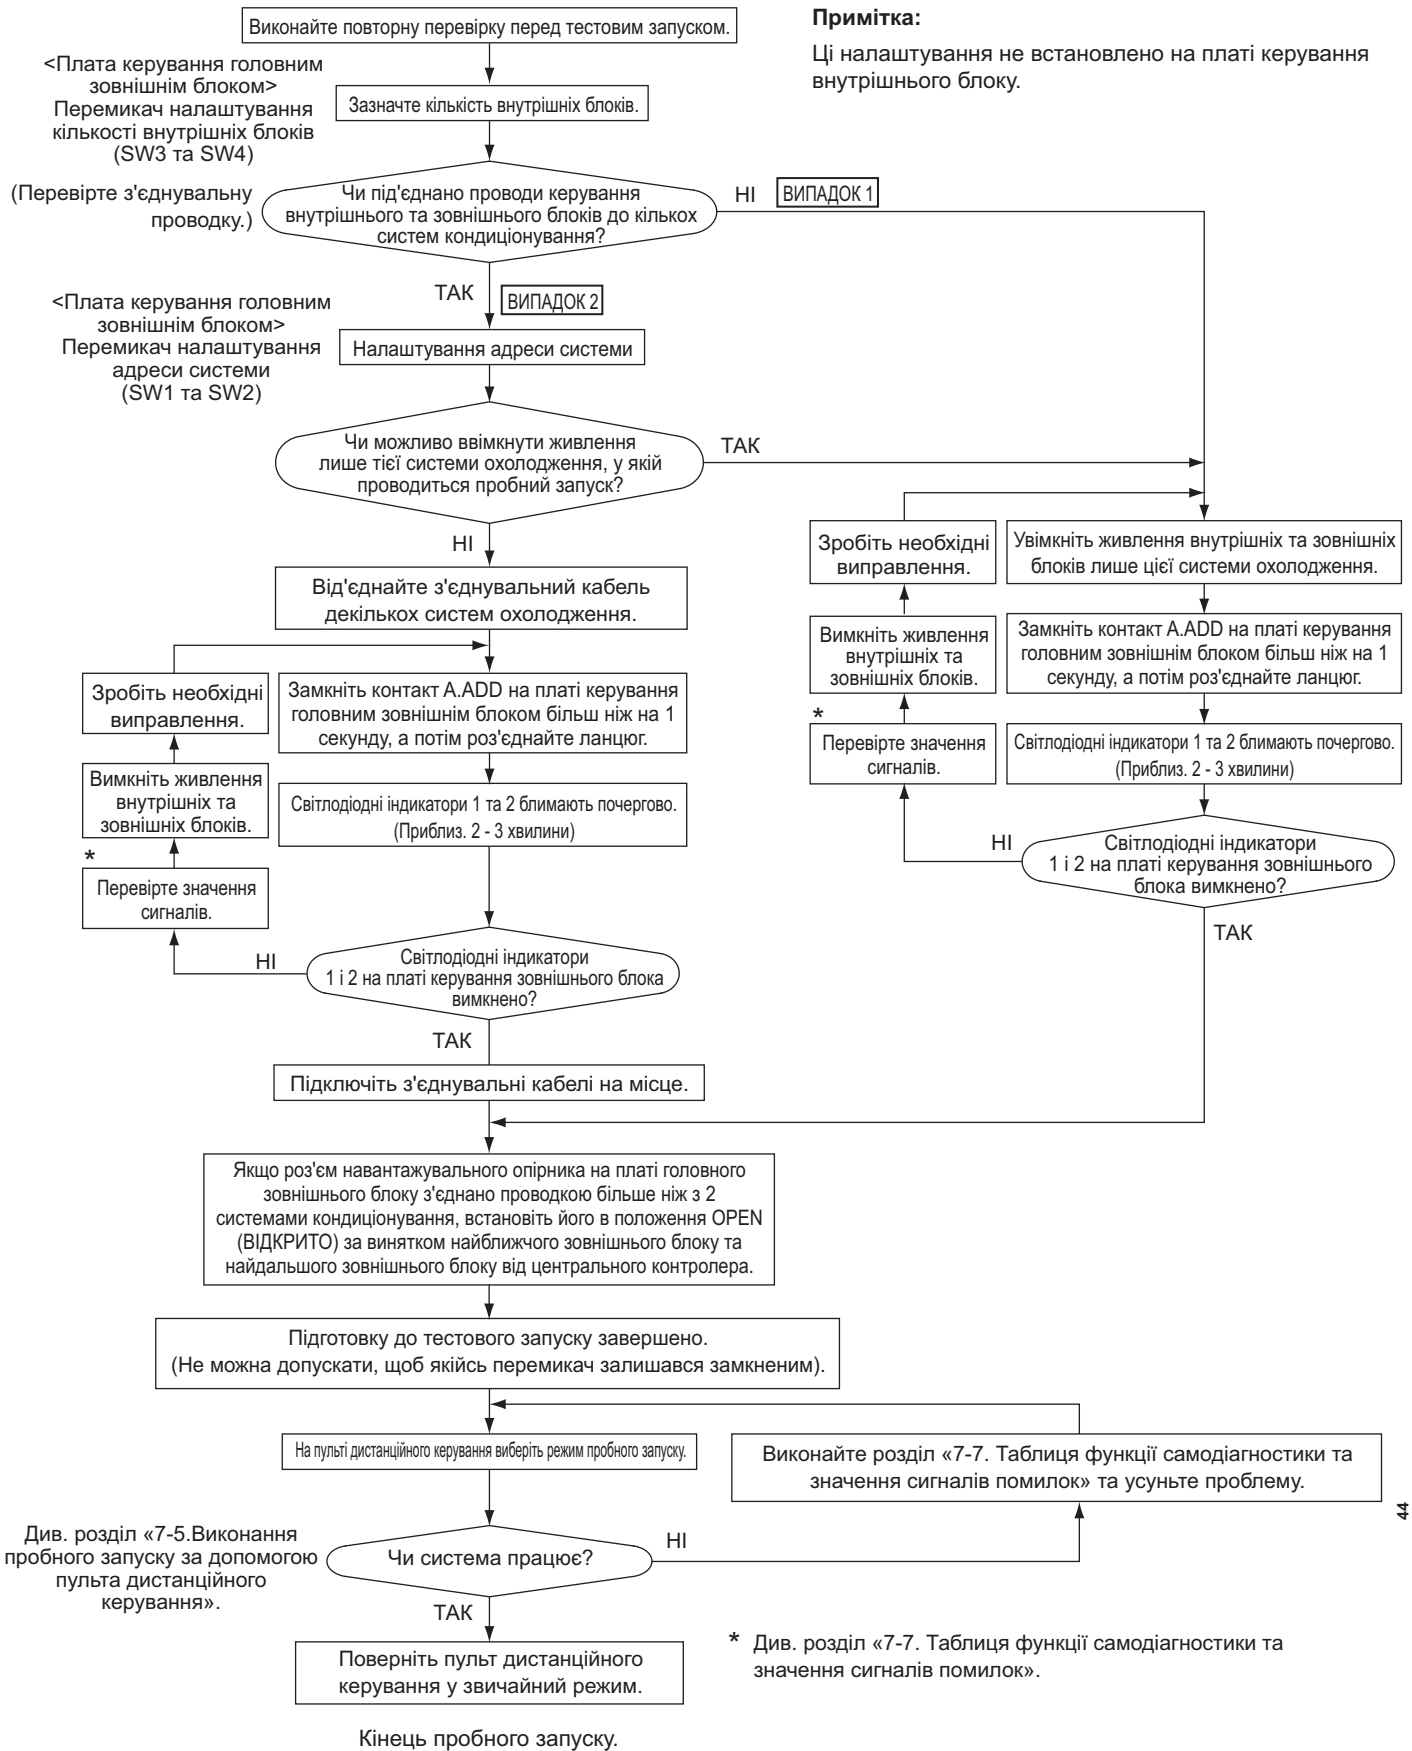 Виконайте повторну перевірку перед тестовим запуском.
Примітка:
Ці налаштування не встановлено на платі керування
внутрішнього блоку.
<Плата керування головним
зовнішнім блоком>
Перемикач налаштування
кількості внутрішніх блоків
(SW3 та SW4)
Зазначте кількість внутрішніх блоків.
(Перевірте з'єднувальну
проводку.)
Чи під'єднано проводи керування
внутрішнього та зовнішнього блоків до кількох
систем кондиціонування?
НІ
ВИПАДОК 1
ТАК
ВИПАДОК 2
<Плата керування головним
зовнішнім блоком>
Перемикач налаштування
адреси системи
(SW1 та SW2)
Налаштування адреси системи
Чи можливо ввімкнути живлення
лише тієї системи охолодження, у якій
проводиться пробний запуск?
ТАК
НІ
Від'єднайте з'єднувальний кабель
декількох систем охолодження.
Зробіть необхідні
виправлення.
Увімкніть живлення внутрішніх та зовнішніх
блоків лише цієї системи охолодження.
Вимкніть живлення
внутрішніх та
зовнішніх блоків.
Замкніть контакт A.ADD на платі керування
головним зовнішнім блоком більш ніж на 1
секунду, а потім роз'єднайте ланцюг.
*
Перевірте значення
сигналів.
Світлодіодні індикатори 1 та 2 блимають почергово.
(Приблиз. 2 - 3 хвилини)
НІ
Світлодіодні індикатори
1 і 2 на платі керування зовнішнього
блока вимкнено?
ТАК
Зробіть необхідні
виправлення.
Замкніть контакт A.ADD на платі керування
головним зовнішнім блоком більш ніж на 1
секунду, а потім роз'єднайте ланцюг.
Вимкніть живлення
внутрішніх та
зовнішніх блоків.
Світлодіодні індикатори 1 та 2 блимають почергово.
(Приблиз. 2 - 3 хвилини)
*
Перевірте значення
сигналів.
НІ
Світлодіодні індикатори
1 і 2 на платі керування зовнішнього блока
вимкнено?
ТАК
Підключіть з'єднувальні кабелі на місце.
Якщо роз'єм навантажувального опірника на платі головного
зовнішнього блоку з'єднано проводкою більше ніж з 2
системами кондиціонування, встановіть його в положення OPEN
(ВІДКРИТО) за винятком найближчого зовнішнього блоку та
найдальшого зовнішнього блоку від центрального контролера.
Підготовку до тестового запуску завершено.
(Не можна допускати, щоб якійсь перемикач залишався замкненим).
На пульті дистанційного керування виберіть режим пробного запуску.
Виконайте розділ «7-7. Таблиця функції самодіагностики та
значення сигналів помилок» та усуньте проблему.
44
Див. розділ «7-5.Виконання
пробного запуску за допомогою
пульта дистанційного
керування».
Чи система працює?
НІ
ТАК
Поверніть пульт дистанційного
керування у звичайний режим.
* Див. розділ «7-7. Таблиця функції самодіагностики та
значення сигналів помилок».
Кінець пробного запуску.